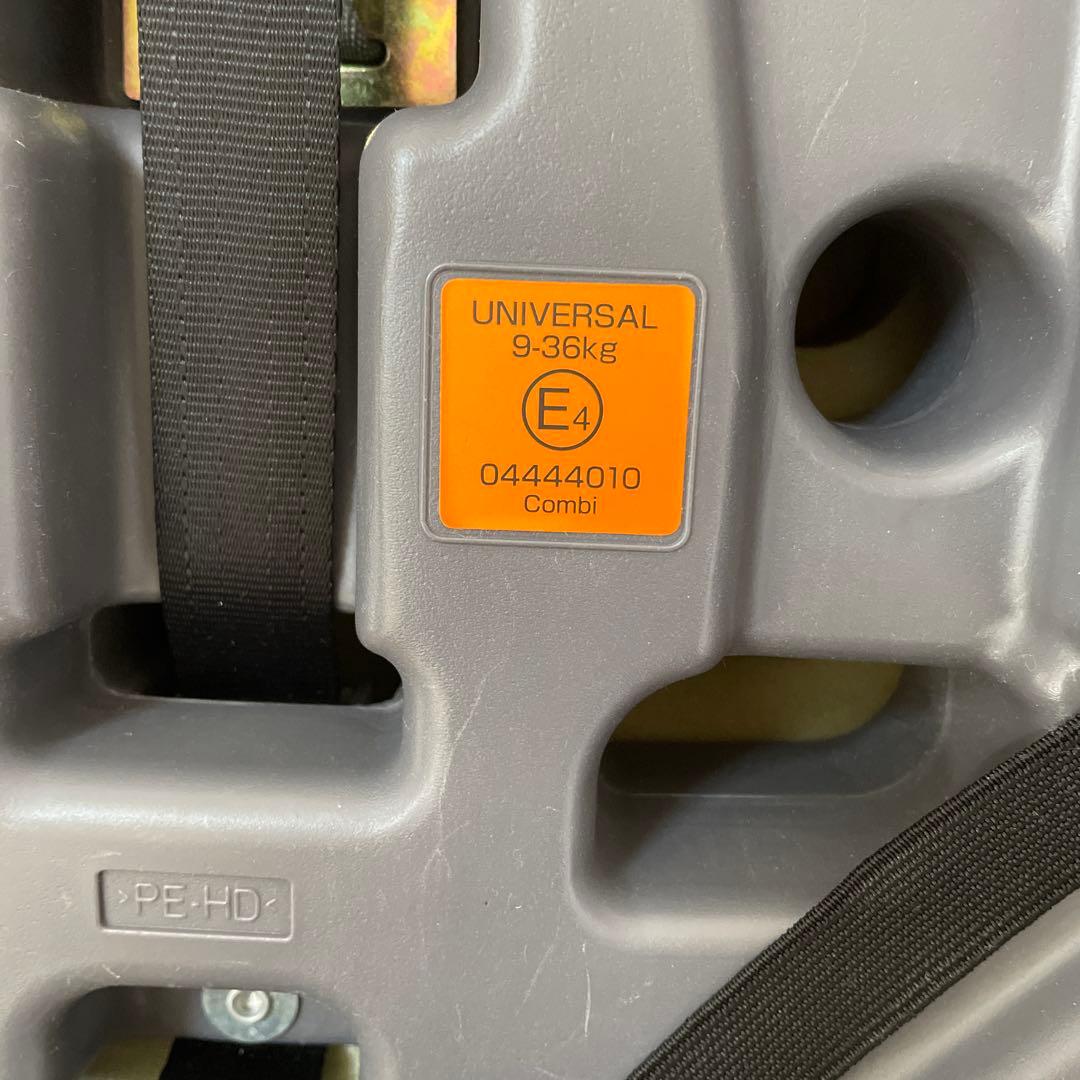 UNIVERSAL
9-36kg
E4
04444010
Combi
>PE-HD<